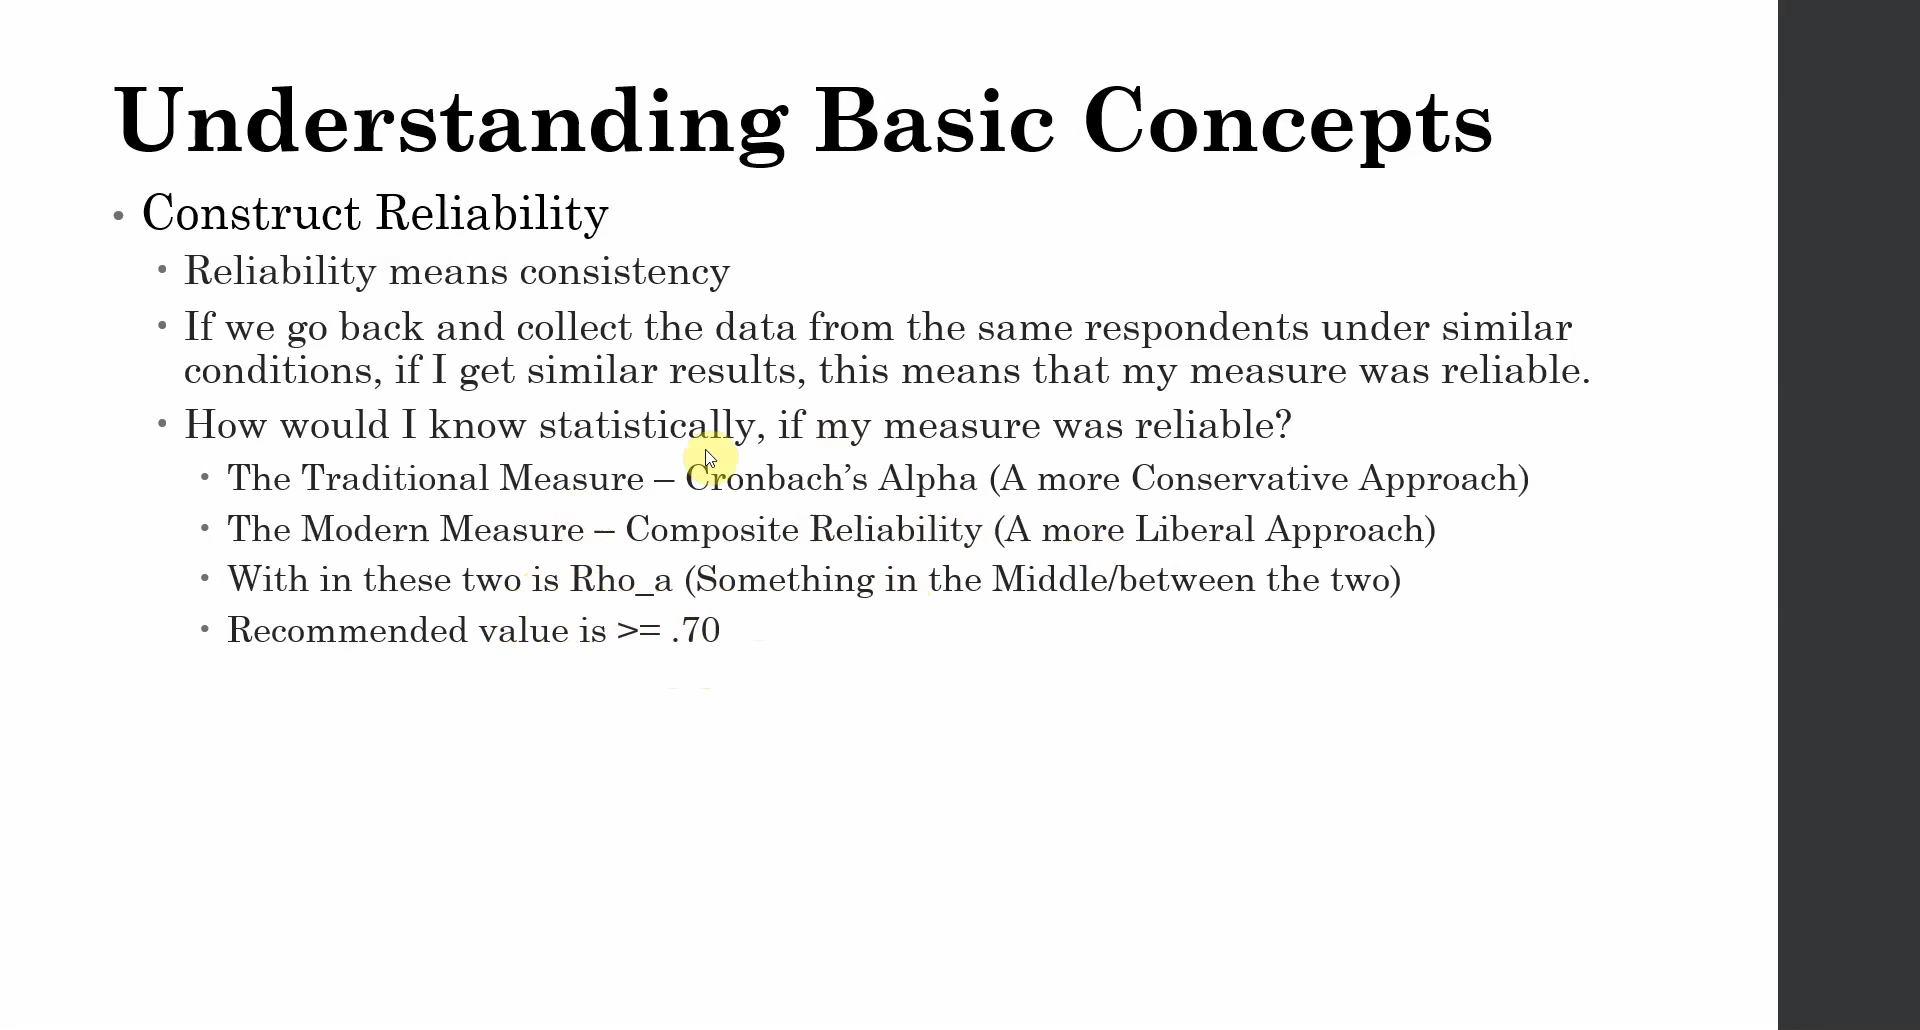 Understanding Basic Concepts
• Construct Reliability
• Reliability means consistency
• If we go back and collect the data from the same respondents under similar
conditions, if I get similar results, this means that my measure was reliable.
• How would I know statistically, if my measure was reliable?
• The Traditional Measure – Cronbach’s Alpha (A more Conservative Approach)
• The Modern Measure – Composite Reliability (A more Liberal Approach)
• With in these two is Rho_a (Something in the Middle/between the two)
• Recommended value is >= .70